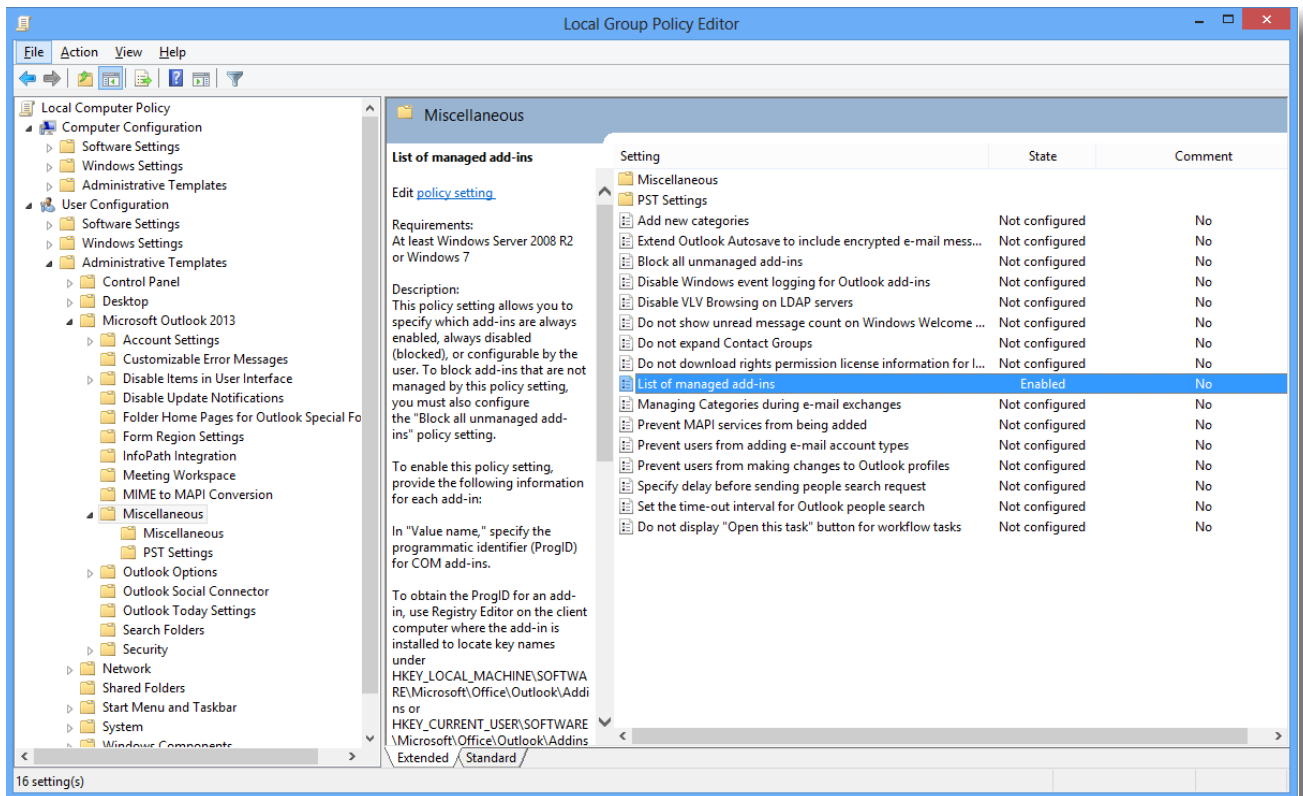 Local Group Policy Editor
File Action View Help
Local Computer Policy
Computer Configuration
Software Settings
Windows Settings
Administrative Templates
User Configuration
Software Settings
Windows Settings
Administrative Templates
Control Panel
Desktop
Microsoft Outlook 2013
Account Settings
Customizable Error Messages
Disable Items in User Interface
Disable Update Notifications
Folder Home Pages for Outlook Special Fo
Form Region Settings
InfoPath Integration
Meeting Workspace
MIME to MAPI Conversion
Miscellaneous
Miscellaneous
PST Settings
Outlook Options
Outlook Social Connector
Outlook Today Settings
Search Folders
Security
Network
Shared Folders
Start Menu and Taskbar
System
Windows Components
Miscellaneous
List of managed add-ins
Edit policy setting
Requirements:
At least Windows Server 2008 R2
or Windows 7
Description:
This policy setting allows you to
specify which add-ins are always
enabled, always disabled
(blocked), or configurable by the
user. To block add-ins that are not
managed by this policy setting,
you must also configure
the "Block all unmanaged add-
ins" policy setting.
To enable this policy setting,
provide the following information
for each add-in:
In "Value name," specify the
programmatic identifier (ProgID)
for COM add-ins.
To obtain the ProgID for an add-
in, use Registry Editor on the client
computer where the add-in is
installed to locate key names
under
HKEY_LOCAL_MACHINE\SOFTWA
RE\Microsoft\Office\Outlook\Addi
ns or
HKEY_CURRENT_USER\SOFTWARE
\Microsoft\Office\Outlook\Addins
Setting State Comment
Miscellaneous
PST Settings
Add new categories Not configured No
Extend Outlook Autosave to include encrypted e-mail mess... Not configured No
Block all unmanaged add-ins Not configured No
Disable Windows event logging for Outlook add-ins Not configured No
Disable VLV Browsing on LDAP servers Not configured No
Do not show unread message count on Windows Welcome ... Not configured No
Do not expand Contact Groups Not configured No
Do not download rights permission license information for I... Not configured No
List of managed add-ins Enabled No
Managing Categories during e-mail exchanges Not configured No
Prevent MAPI services from being added Not configured No
Prevent users from adding e-mail account types Not configured No
Prevent users from making changes to Outlook profiles Not configured No
Specify delay before sending people search request Not configured No
Set the time-out interval for Outlook people search Not configured No
Do not display "Open this task" button for workflow tasks Not configured No
Extended Standard
16 setting(s)